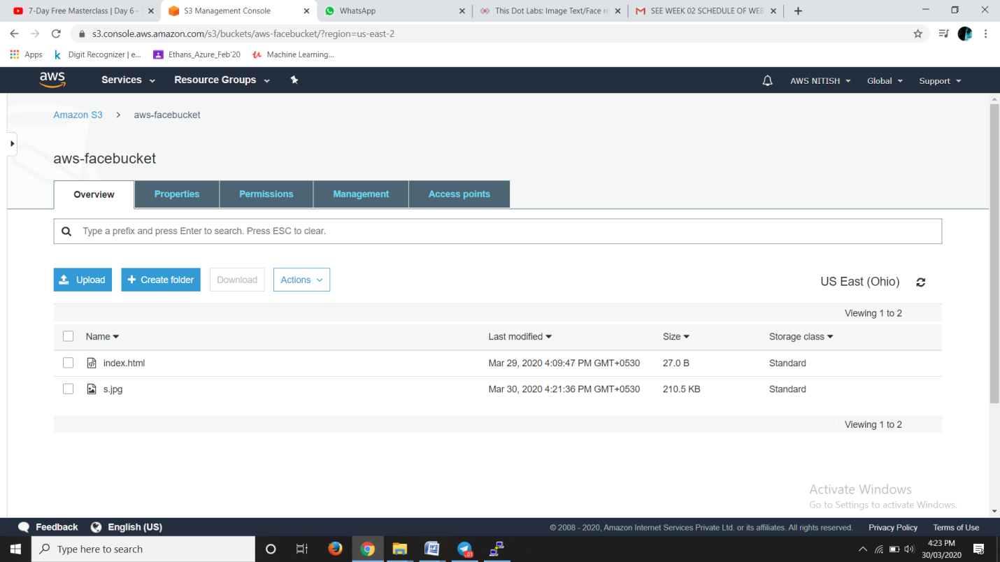 7-Day Free Masterclass | Day 6 -
S3 Management Console
WhatsApp
This Dot Labs: Image Text/Face re
SEE WEEK 02 SCHEDULE OF WEB
s3.console.aws.amazon.com/s3/buckets/aws-facebucket/?region=us-east-2
Apps Digit Recognizer | e... Ethans_Azure_Feb'20 Machine Learning...
aws Services Resource Groups AWS NITISH Global Support
Amazon S3 > aws-facebucket
aws-facebucket
Overview Properties Permissions Management Access points
Type a prefix and press Enter to search. Press ESC to clear.
Upload + Create folder Download Actions US East (Ohio)
Viewing 1 to 2
Name Last modified Size Storage class
index.html Mar 29, 2020 4:09:47 PM GMT+0530 27.0 B Standard
s.jpg Mar 30, 2020 4:21:36 PM GMT+0530 210.5 KB Standard
Viewing 1 to 2
Activate Windows
Go to Settings to activate Windows.
Feedback English (US) © 2008 - 2020, Amazon Internet Services Private Ltd. or its affiliates. All rights reserved. Privacy Policy Terms of Use
Type here to search
4:23 PM
30/03/2020